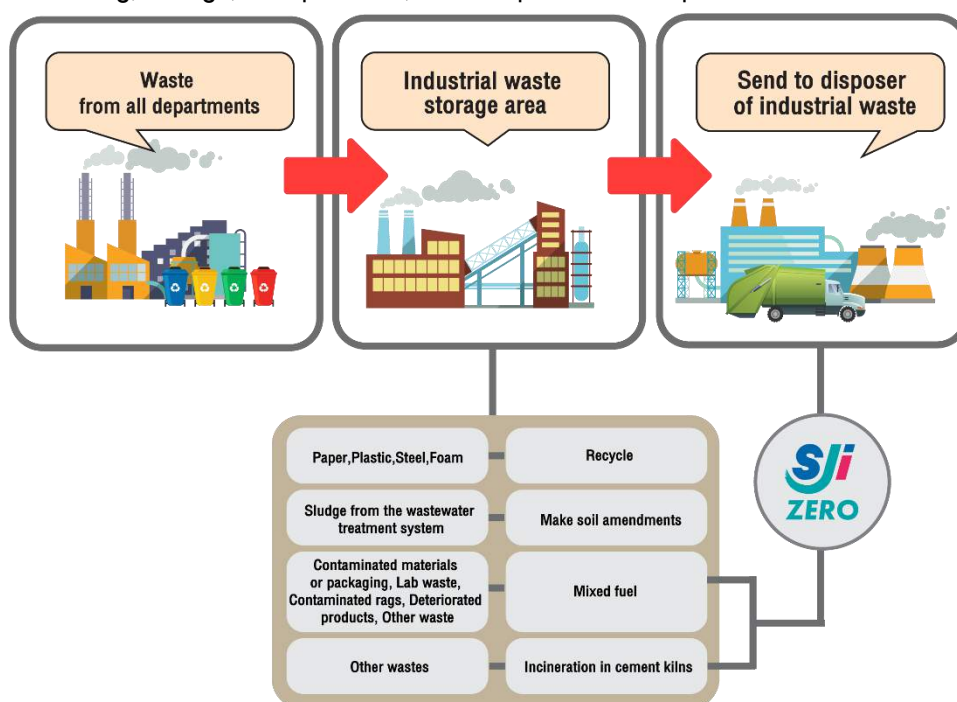 Waste
from all departments
Industrial waste
storage area
Send to disposer
of industrial waste
Paper,Plastic,Steel,Foam
Recycle
Sludge from the wastewater
treatment system
Make soil amendments
Contaminated materials
or packaging, Lab waste,
Contaminated rags, Deteriorated
products, Other waste
Mixed fuel
Other wastes
Incineration in cement kilns
SJi
ZERO